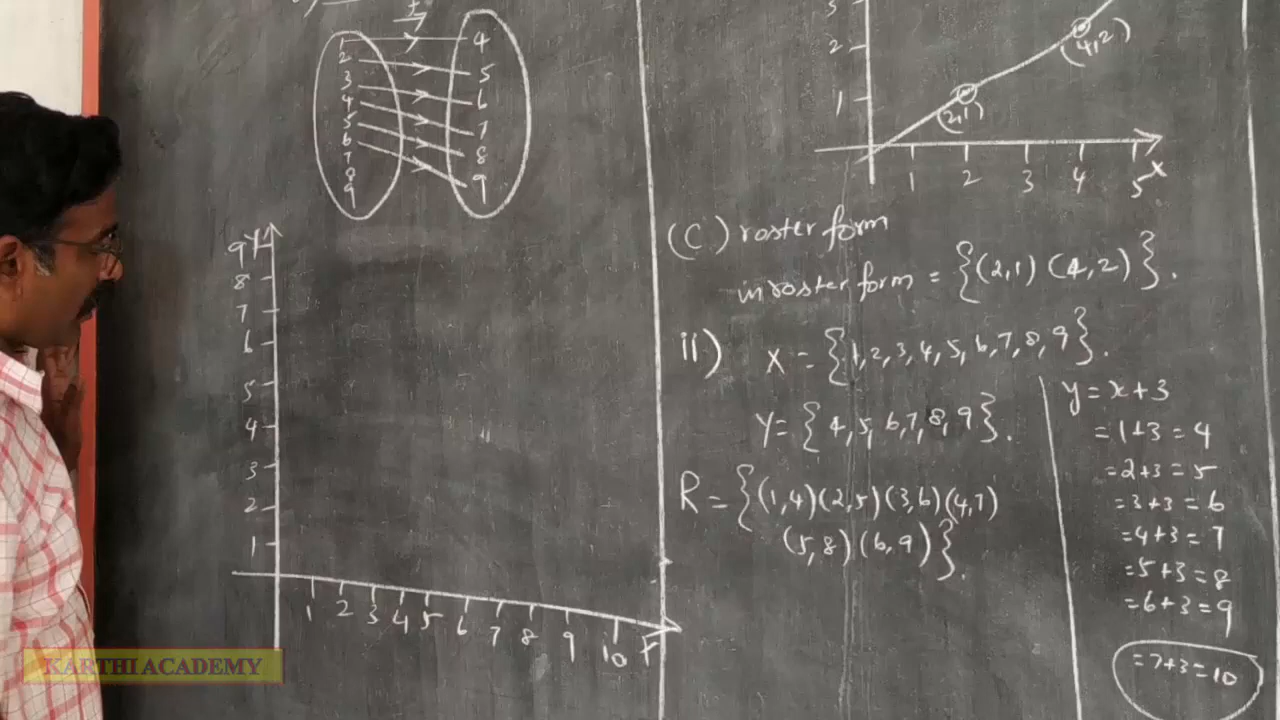 f
1 4
2 5
3 6
4 7
5 8
6 9
7
8
9
9 Y
8
7
6
5
4
3
2
1
1 2 3 4 5 6 7 8 9 10
3
2
1
(2,1)
(4,2)
1 2 3 4 5 X
(C) roster form
in roster form = {(2,1) (4,2)}.
ii) X = {1,2,3,4,5,6,7,8,9}.
Y = {4,5,6,7,8,9}.
R = {(1,4)(2,5)(3,6)(4,7)
(5,8)(6,9)}.
y = x+3
= 1+3 = 4
= 2+3 = 5
= 3+3 = 6
= 4+3 = 7
= 5+3 = 8
= 6+3 = 9
= 7+3 = 10
KARTHI ACADEMY